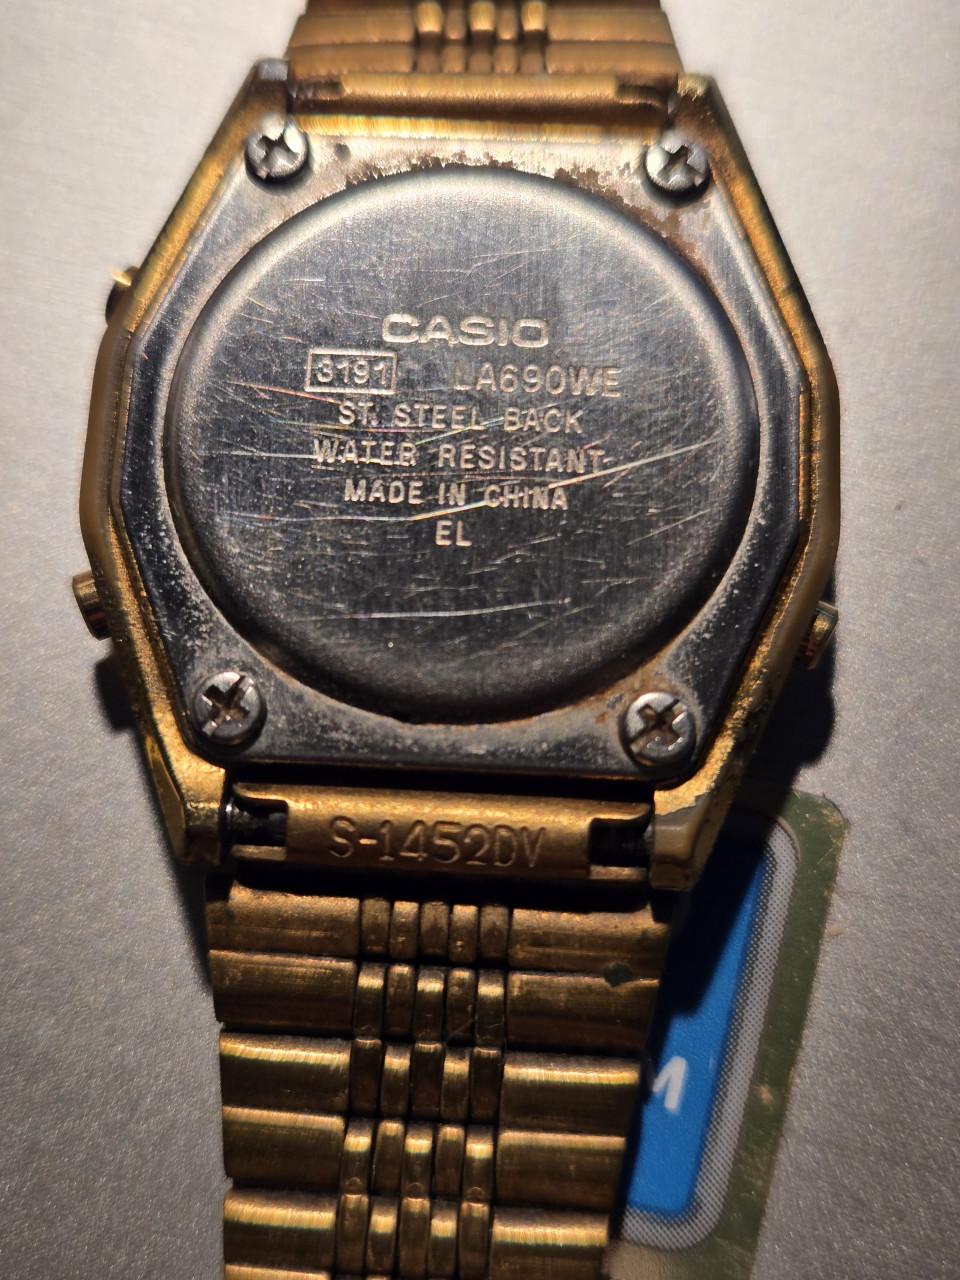 CASIO
3191 LA690WE
ST. STEEL BACK
WATER RESISTANT
MADE IN CHINA
EL
S-1452DV
M